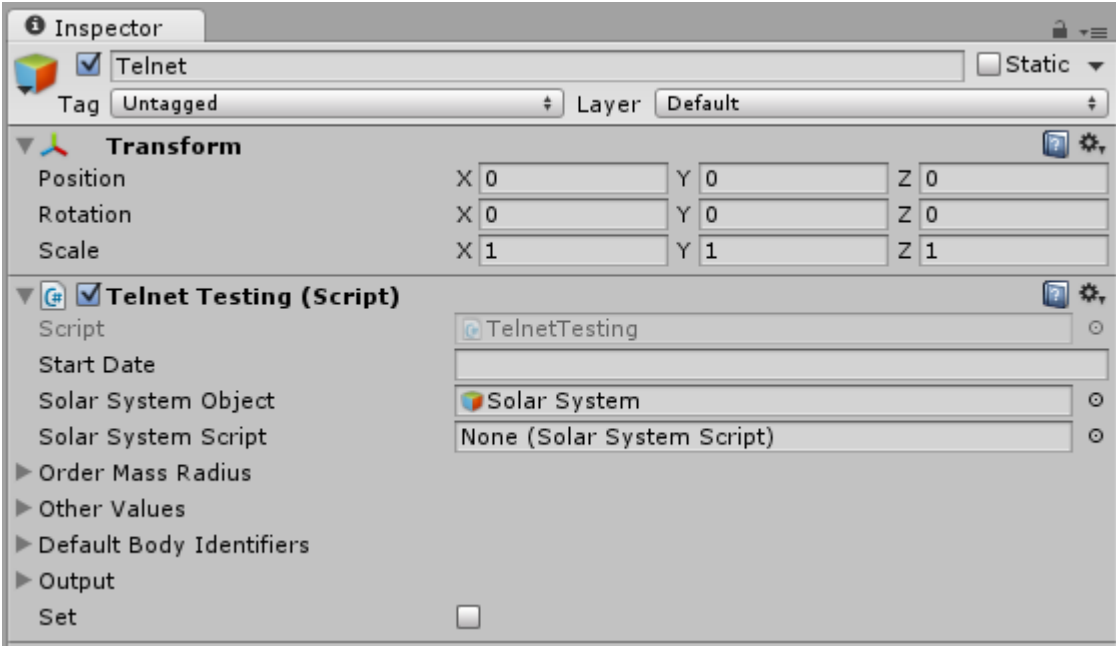 Inspector
Telnet Static
Tag Untagged Layer Default
Transform
Position X 0 Y 0 Z 0
Rotation X 0 Y 0 Z 0
Scale X 1 Y 1 Z 1
Telnet Testing (Script)
Script TelnetTesting
Start Date
Solar System Object Solar System
Solar System Script None (Solar System Script)
Order Mass Radius
Other Values
Default Body Identifiers
Output
Set